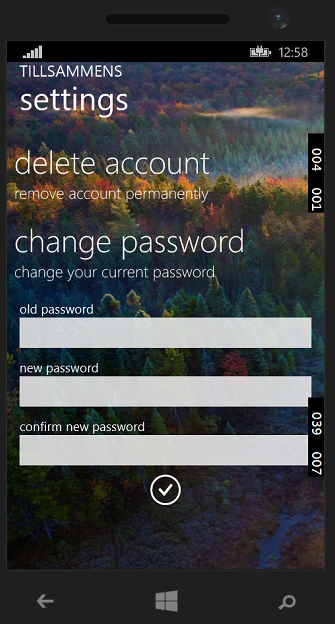 12:58
TILLSAMMENS
settings
004 001
delete account
remove account permanently
change password
change your current password
old password
new password
confirm new password
039 007